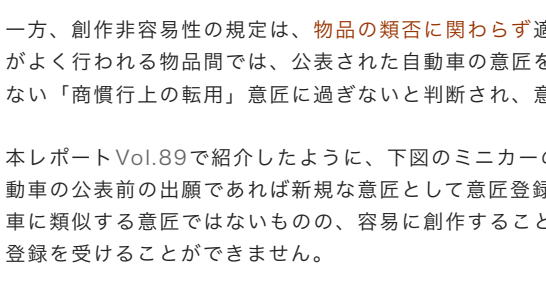 一方、創作非容易性の規定は、物品の類否に関わらず適
がよく行われる物品間では、公表された自動車の意匠を
ない「商慣行上の転用」意匠に過ぎないと判断され、意
本レポートVol.89で紹介したように、下図のミニカーの
動車の公表前の出願であれば新規な意匠として意匠登録
車に類似する意匠ではないものの、容易に創作すること
登録を受けることができません。